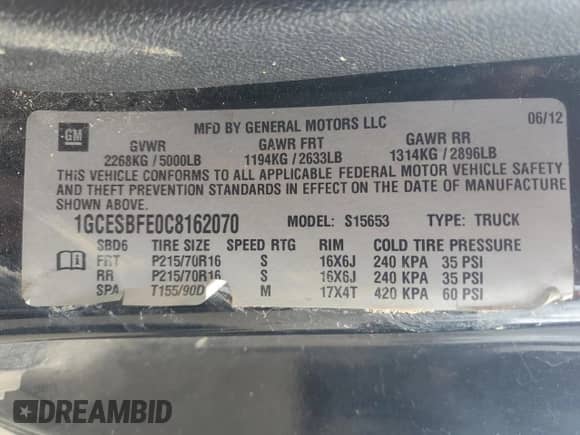 06/12
MFD BY GENERAL MOTORS LLC
GM GVWR GAWR FRT GAWR RR
2268KG / 5000LB 1194KG / 2633LB 1314KG / 2896LB
THIS VEHICLE CONFORMS TO ALL APPLICABLE FEDERAL MOTOR VEHICLE SAFETY
AND THEFT PREVENTION STANDARDS IN EFFECT ON THE DATE OF MANUFACTURE
SHOWN ABOVE.
1GCESBFE0C8162070 MODEL: S15653 TYPE: TRUCK
SBD6 TIRE SIZE SPEED RTG RIM COLD TIRE PRESSURE
FRT P215/70R16 S 16X6J 240 KPA 35 PSI
RR P215/70R16 S 16X6J 240 KPA 35 PSI
SPA T155/90D M 17X4T 420 KPA 60 PSI
DREAMBID